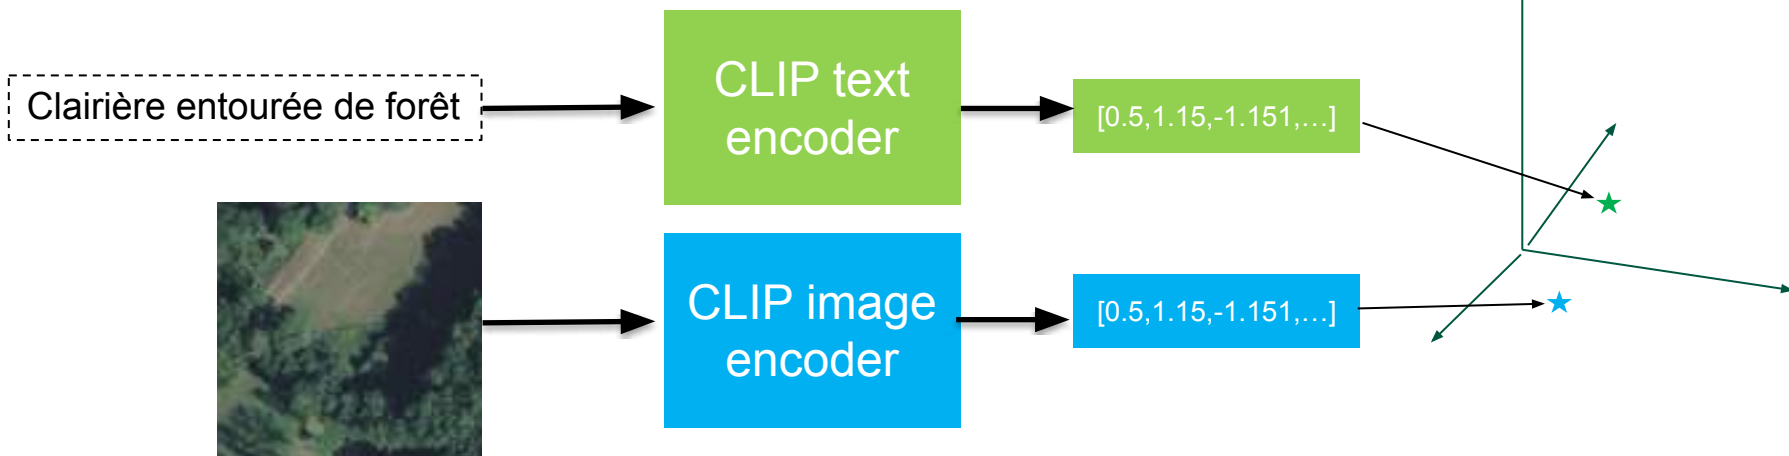 Clairière entourée de forêt
CLIP text
encoder
[0.5,1.15,-1.151,...]
CLIP image
encoder
[0.5,1.15,-1.151,...]